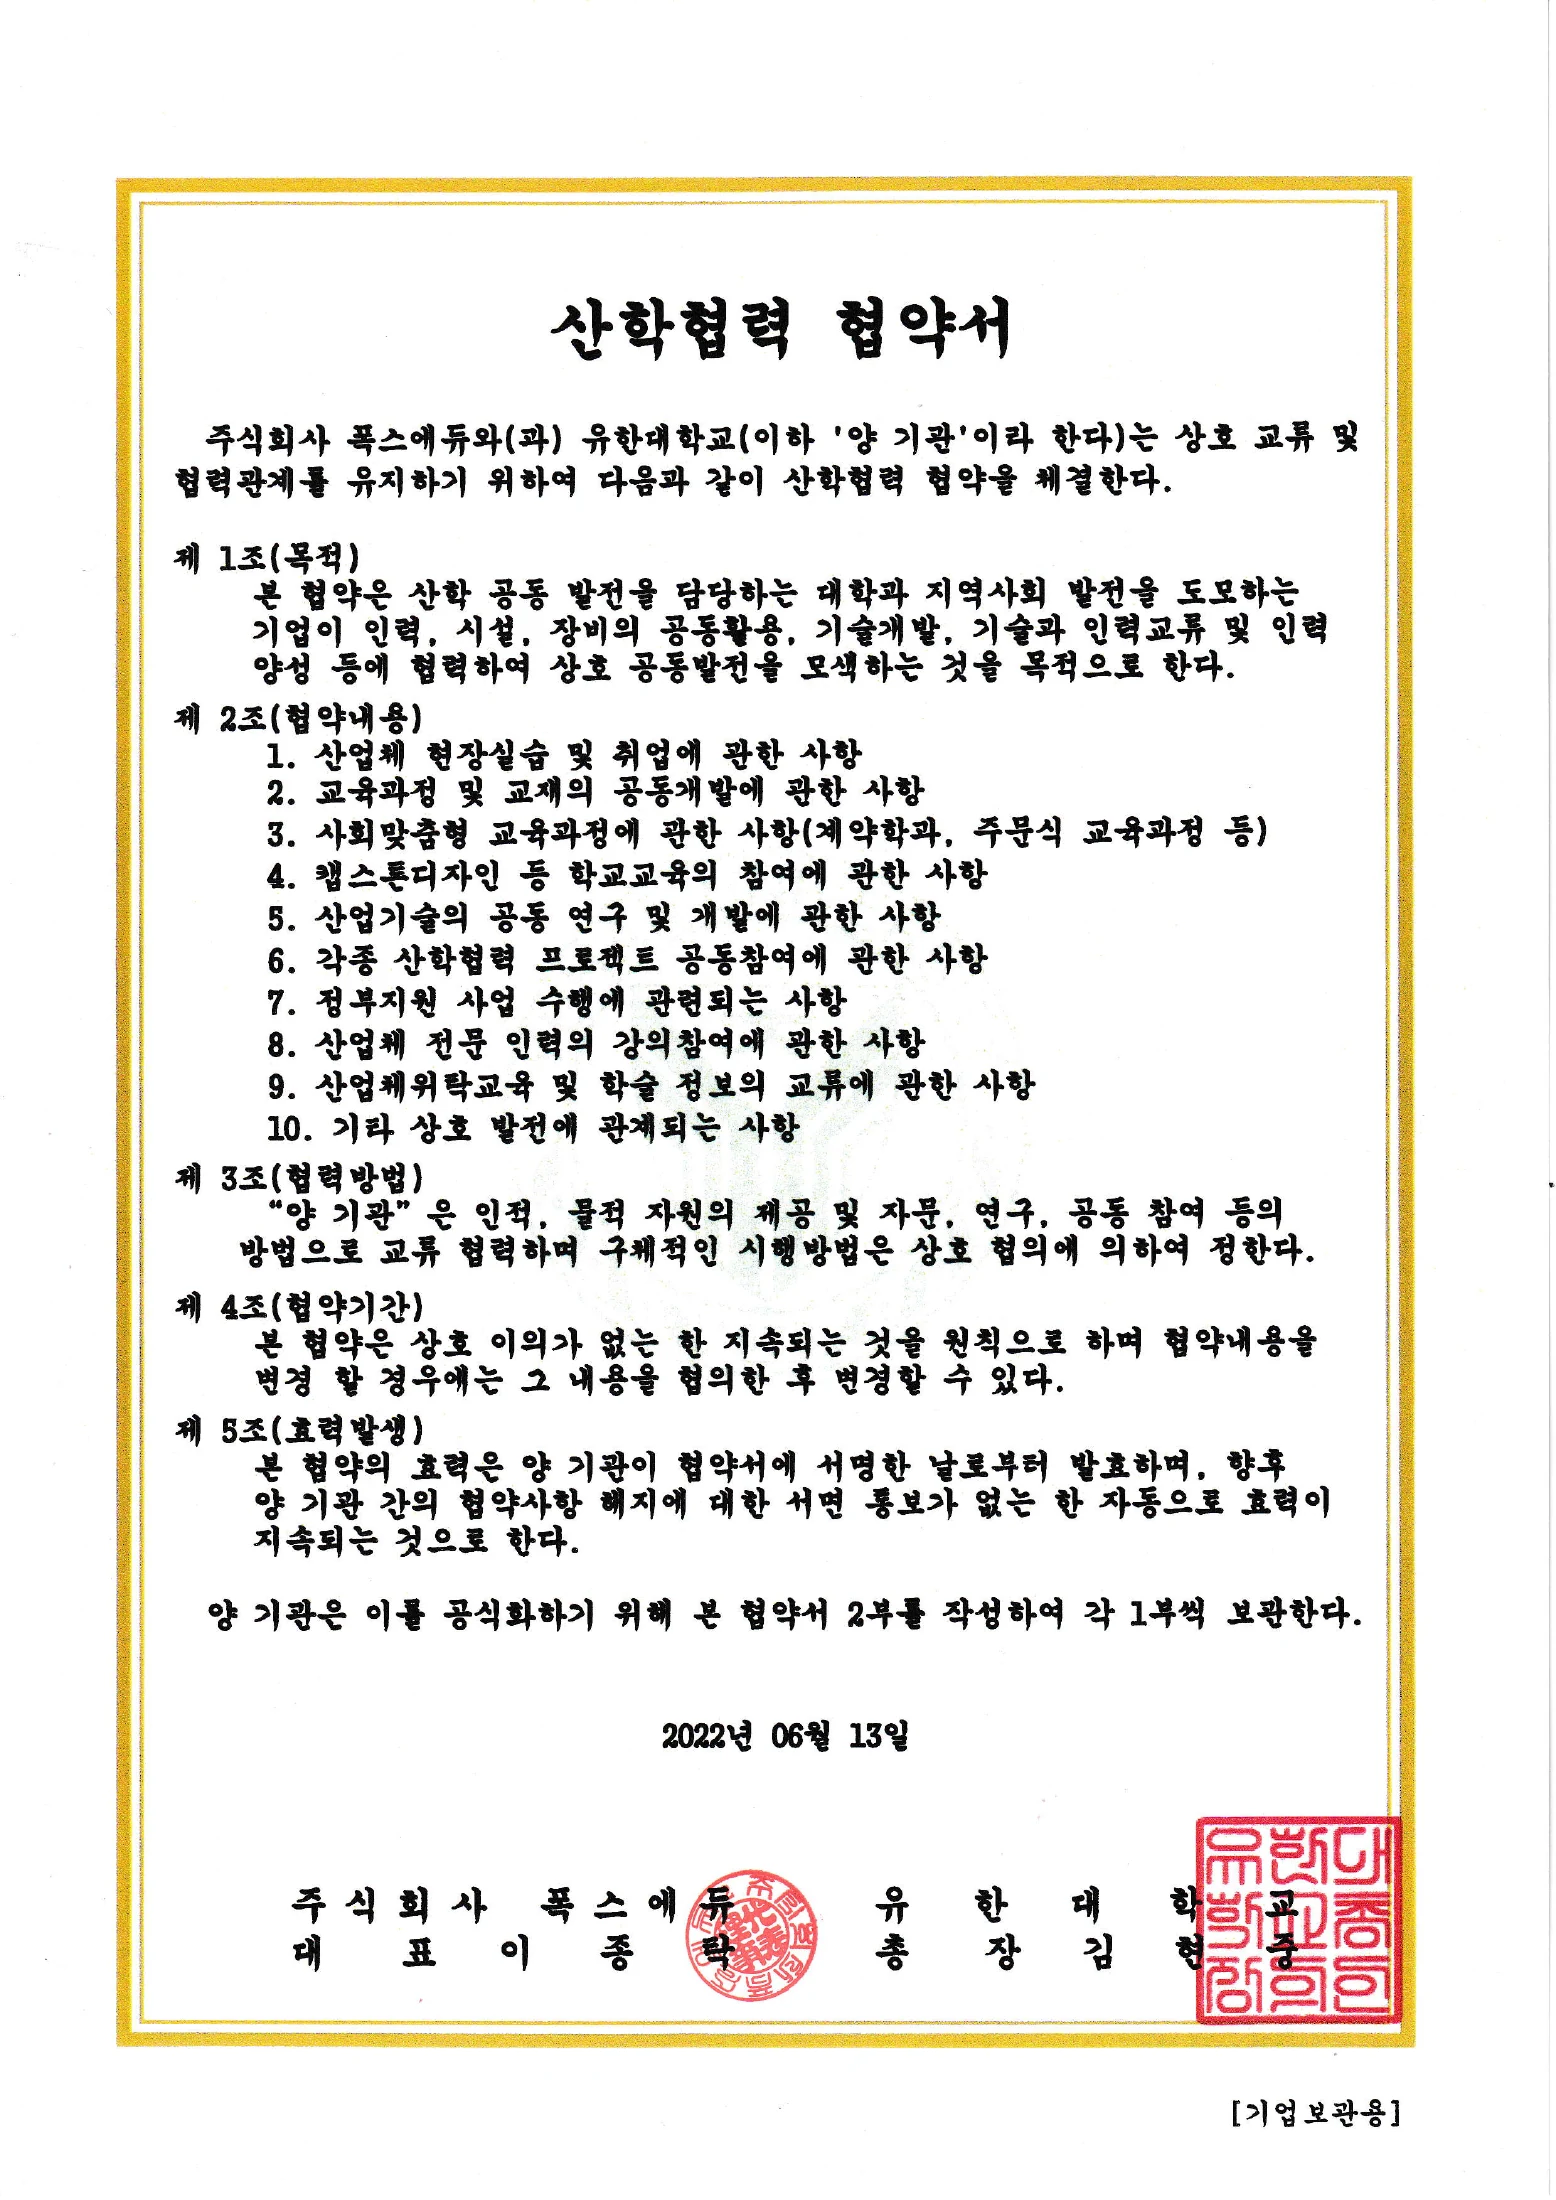 산학협력 협약서
주식회사 폭스에듀와(과) 유한대학교(이하 '양 기관'이라 한다)는 상호 교류 및
협력관계를 유지하기 위하여 다음과 같이 산학협력 협약을 체결한다.
제 1조(목적)
본 협약은 산학 공동 발전을 담당하는 대학과 지역사회 발전을 도모하는
기업이 인력, 시설, 장비의 공동활용, 기술개발, 기술과 인력교류 및 인력
양성 등에 협력하여 상호 공동발전을 모색하는 것을 목적으로 한다.
제 2조(협약내용)
1. 산업체 현장실습 및 취업에 관한 사항
2. 교육과정 및 교재의 공동개발에 관한 사항
3. 사회맞춤형 교육과정에 관한 사항(계약학과, 주문식 교육과정 등)
4. 캡스톤디자인 등 학교교육의 참여에 관한 사항
5. 산업기술의 공동 연구 및 개발에 관한 사항
6. 각종 산학협력 프로젝트 공동참여에 관한 사항
7. 정부지원 사업 수행에 관련되는 사항
8. 산업체 전문 인력의 강의참여에 관한 사항
9. 산업체위탁교육 및 학술 정보의 교류에 관한 사항
10. 기타 상호 발전에 관계되는 사항
제 3조(협력방법)
“양 기관” 은 인적, 물적 자원의 제공 및 자문, 연구, 공동 참여 등의
방법으로 교류 협력하며 구체적인 시행방법은 상호 협의에 의하여 정한다.
제 4조(협약기간)
본 협약은 상호 이의가 없는 한 지속되는 것을 원칙으로 하며 협약내용을
변경 할 경우에는 그 내용을 협의한 후 변경할 수 있다.
제 5조(효력발생)
본 협약의 효력은 양 기관이 협약서에 서명한 날로부터 발효하며, 향후
양 기관 간의 협약사항 해지에 대한 서면 통보가 없는 한 자동으로 효력이
지속되는 것으로 한다.
양 기관은 이를 공식화하기 위해 본 협약서 2부를 작성하여 각 1부씩 보관한다.
2022년 06월 13일
주식회사 폭스에듀 유한대학교
대표 이종탁 총장 김현중
[기업보관용]